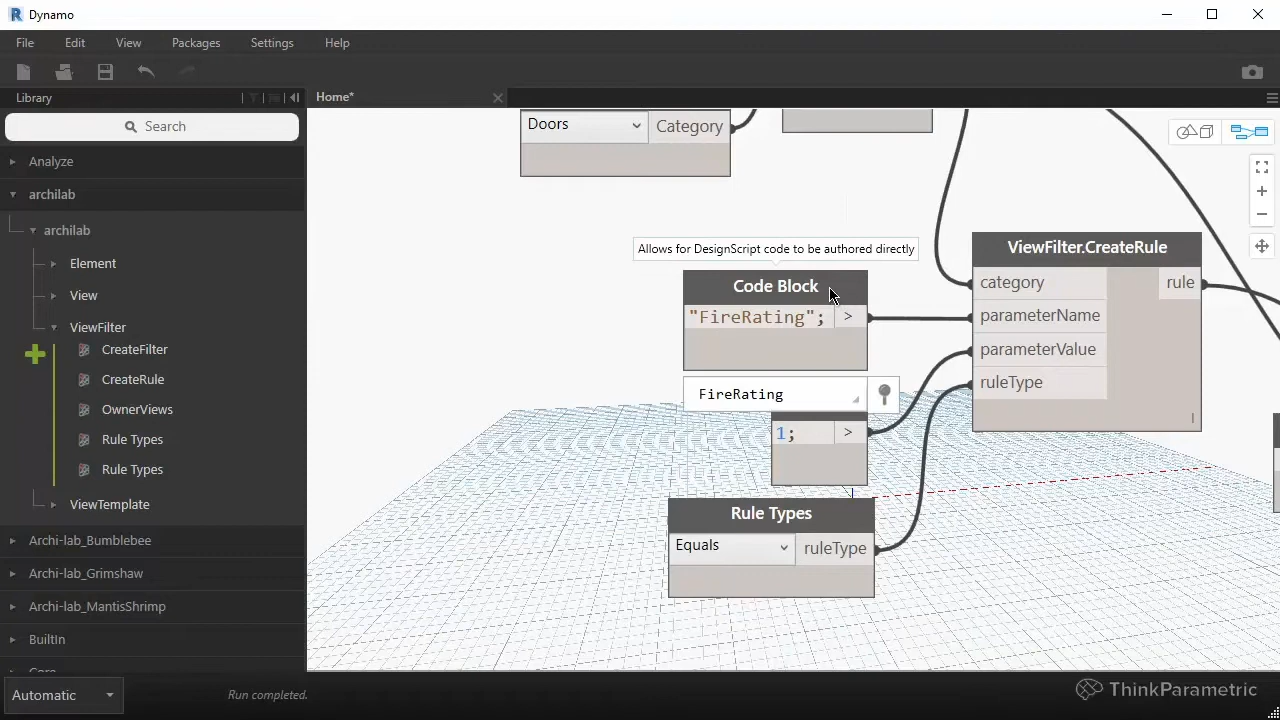 Dynamo
File Edit View Packages Settings Help
Library
Home*
Search
Analyze
archilab
archilab
Element
View
ViewFilter
CreateFilter
CreateRule
OwnerViews
Rule Types
Rule Types
ViewTemplate
Archi-lab_Bumblebee
Archi-lab_Grimshaw
Archi-lab_MantisShrimp
BuiltIn
Core
Doors Category
Allows for DesignScript code to be authored directly
Code Block
"FireRating"; >
FireRating
1; >
Rule Types
Equals ruleType
ViewFilter.CreateRule
category rule
parameterName
parameterValue
ruleType
Automatic
Run completed.
ThinkParametric